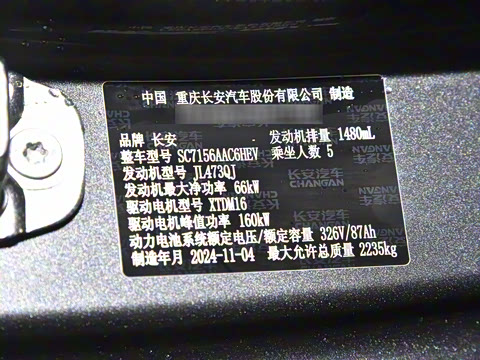 中国 重庆长安汽车股份有限公司 制造
品牌 长安 发动机排量 1480mL
整车型号 SC7156AAC6HEV 乘坐人数 5
发动机型号 JL473QJ
发动机最大净功率 66kW
驱动电机型号 XTDM16
驱动电机峰值功率 160kW
动力电池系统额定电压/额定容量 326V/87Ah
制造年月 2024-11-04 最大允许总质量 2235kg
长安汽车
CHANGAN